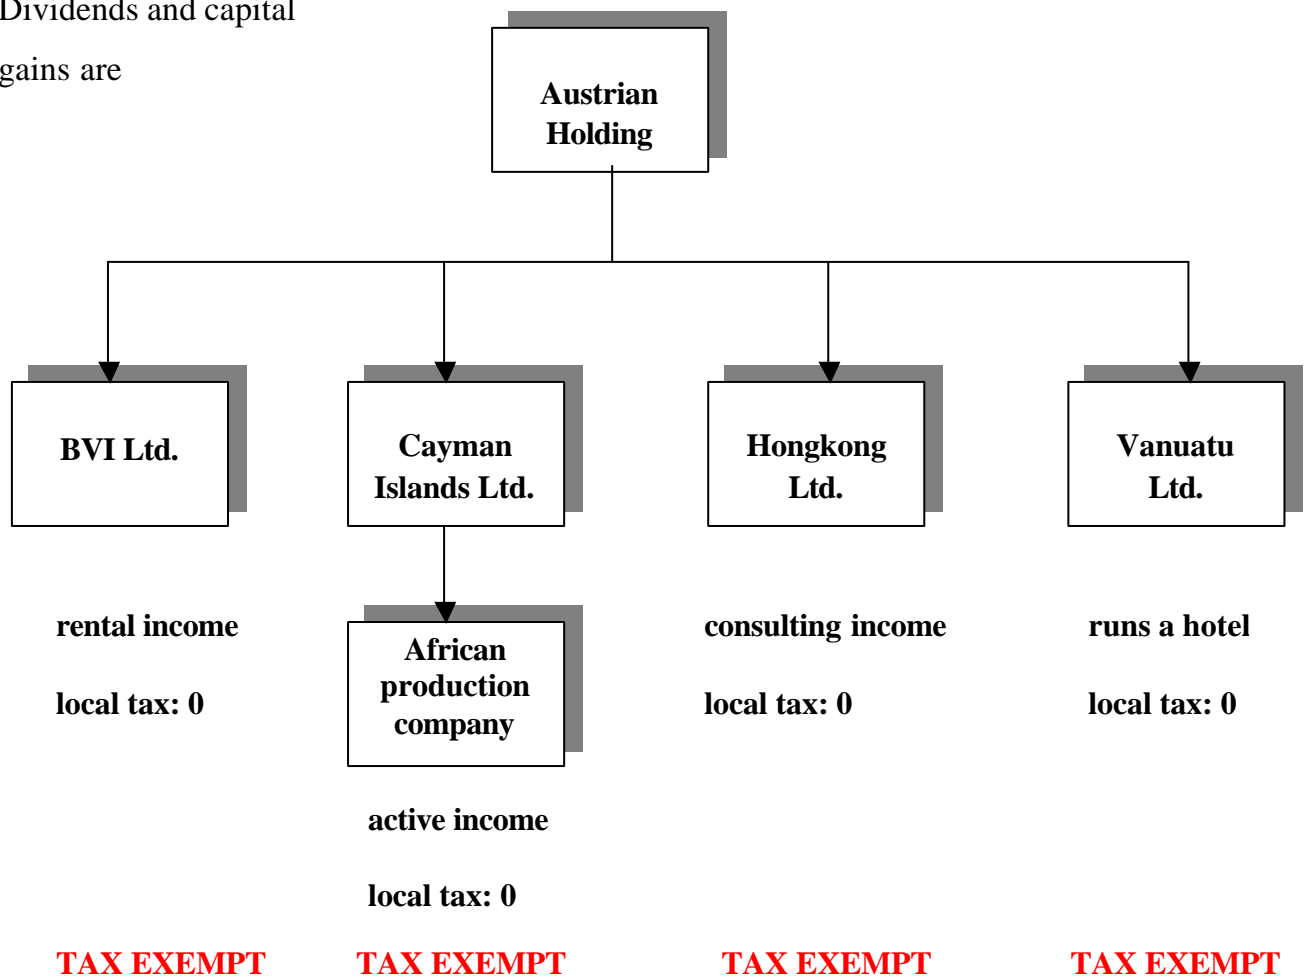 Dividends and capital
gains are
Austrian
Holding
BVI Ltd.
Cayman
Islands Ltd.
Hongkong
Ltd.
Vanuatu
Ltd.
rental income
local tax: 0
African
production
company
consulting income
local tax: 0
runs a hotel
local tax: 0
active income
local tax: 0
TAX EXEMPT
TAX EXEMPT
TAX EXEMPT
TAX EXEMPT